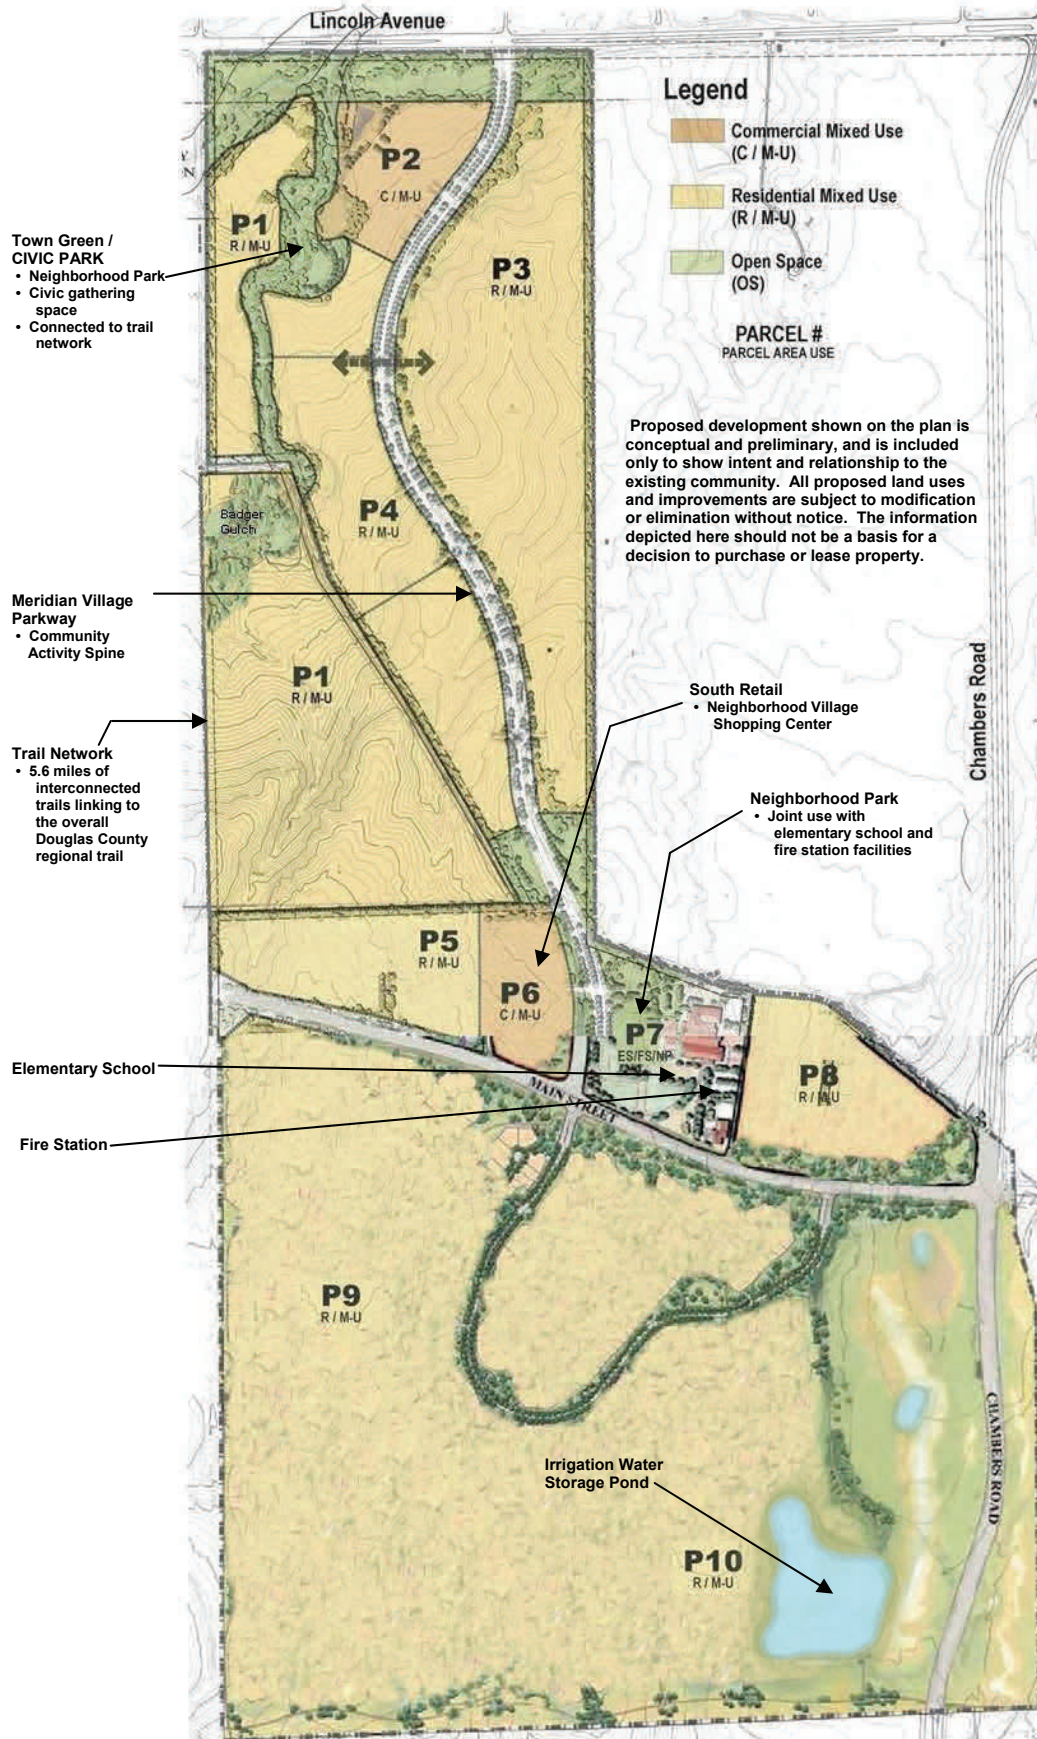 Lincoln Avenue
Legend
Commercial Mixed Use
(C / M-U)
Residential Mixed Use
(R / M-U)
Open Space
(OS)
PARCEL #
PARCEL AREA USE
P2
C / M-U
P1
R / M-U
P3
R / M-U
Town Green /
CIVIC PARK
• Neighborhood Park
• Civic gathering
space
• Connected to trail
network
Proposed development shown on the plan is
conceptual and preliminary, and is included
only to show intent and relationship to the
existing community. All proposed land uses
and improvements are subject to modification
or elimination without notice. The information
depicted here should not be a basis for a
decision to purchase or lease property.
Badger
Gulch
P4
R / M-U
Meridian Village
Parkway
• Community
Activity Spine
P1
R / M-U
Chambers Road
South Retail
• Neighborhood Village
Shopping Center
Trail Network
• 5.6 miles of
interconnected
trails linking to
the overall
Douglas County
regional trail
Neighborhood Park
• Joint use with
elementary school and
fire station facilities
P5
R / M-U
P6
C / M-U
P7
ES/FS/NP
P8
R / M-U
Elementary School
MAIN STREET
Fire Station
P9
R / M-U
CHAMBERS ROAD
Irrigation Water
Storage Pond
P10
R / M-U